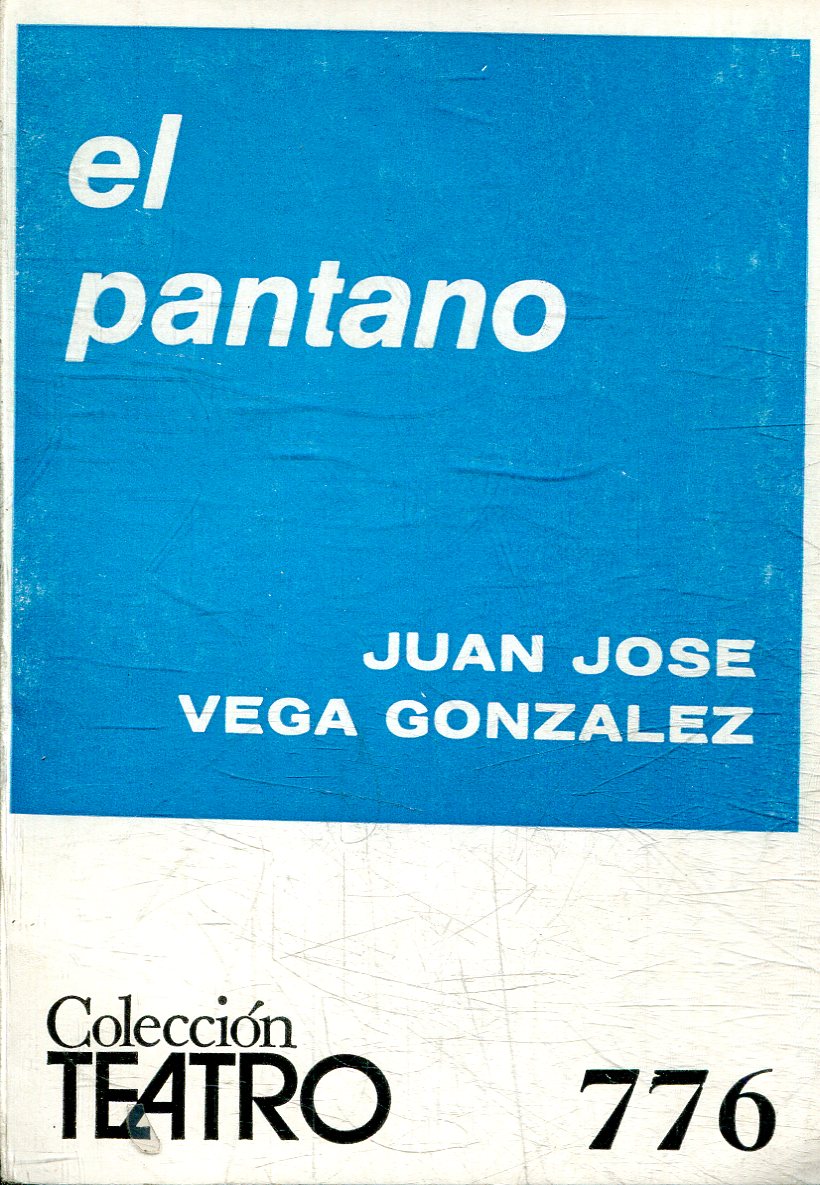 el
pantano
JUAN JOSE
VEGA GONZALEZ
Colección
TEATRO
776